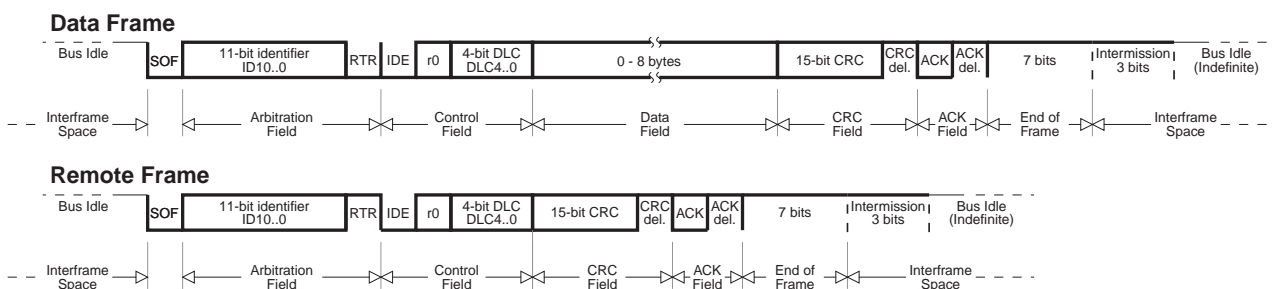 Data Frame
Bus Idle
SOF
11-bit identifier
ID10..0
RTR
IDE
r0
4-bit DLC
DLC4..0
0 - 8 bytes
15-bit CRC
CRC
del.
ACK
ACK
del.
7 bits
Intermission
3 bits
Bus Idle
(Indefinite)
Interframe
Space
Arbitration
Field
Control
Field
Data
Field
CRC
Field
ACK
Field
End of
Frame
Interframe
Space
Remote Frame
Bus Idle
SOF
11-bit identifier
ID10..0
RTR
IDE
r0
4-bit DLC
DLC4..0
15-bit CRC
CRC
del.
ACK
ACK
del.
7 bits
Intermission
3 bits
Bus Idle
(Indefinite)
Interframe
Space
Arbitration
Field
Control
Field
CRC
Field
ACK
Field
End of
Frame
Interframe
Space